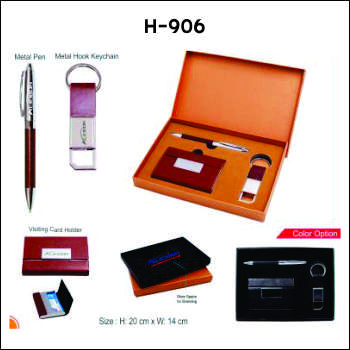 H-906
Metal Pen
Metal Hook Keychain
Visiting Card Holder
Color Option
Size : H: 20 cm x W: 14 cm